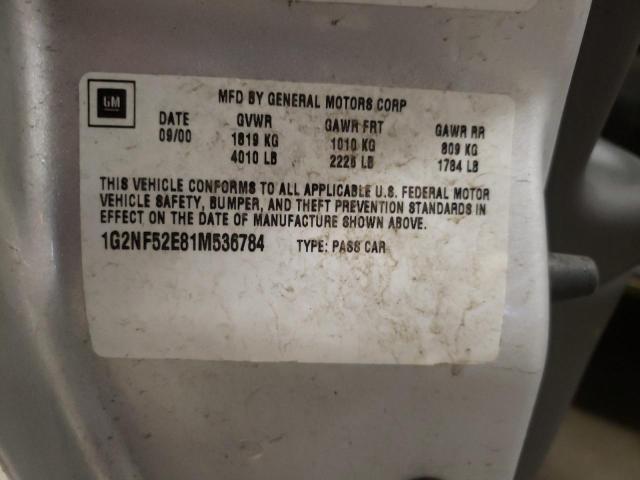 GM
MFD BY GENERAL MOTORS CORP
DATE GVWR GAWR FRT GAWR RR
09/00 1819 KG 1010 KG 809 KG
4010 LB 2226 LB 1784 LB
THIS VEHICLE CONFORMS TO ALL APPLICABLE U.S. FEDERAL MOTOR
VEHICLE SAFETY, BUMPER, AND THEFT PREVENTION STANDARDS IN
EFFECT ON THE DATE OF MANUFACTURE SHOWN ABOVE.
1G2NF52E81M536784 TYPE: PASS CAR